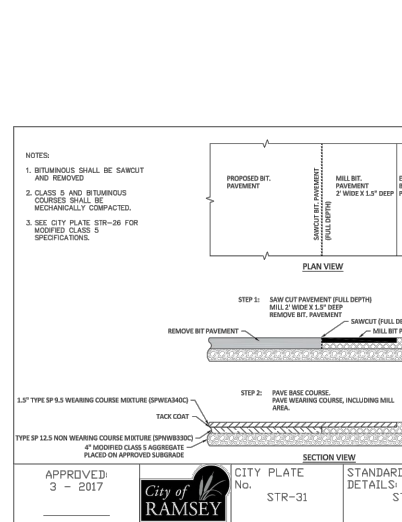 NOTES:
1. BITUMINOUS SHALL BE SAWCUT
AND REMOVED
2. CLASS 5 AND BITUMINOUS
COURSES SHALL BE
MECHANICALLY COMPACTED.
3. SEE CITY PLATE STR-26 FOR
MODIFIED CLASS 5
SPECIFICATIONS.
PROPOSED BIT.
PAVEMENT
SAWCUT BIT. PAVEMENT
(FULL DEPTH)
MILL BIT.
PAVEMENT
2' WIDE X 1.5" DEEP
PLAN VIEW
STEP 1: SAW CUT PAVEMENT (FULL DEPTH)
MILL 2' WIDE X 1.5" DEEP
REMOVE BIT. PAVEMENT
SAWCUT (FULL DE
REMOVE BIT PAVEMENT
MILL BIT P
STEP 2: PAVE BASE COURSE.
PAVE WEARING COURSE, INCLUDING MILL
AREA.
1.5" TYPE SP 9.5 WEARING COURSE MIXTURE (SPWEA340C)
TACK COAT
TYPE SP 12.5 NON WEARING COURSE MIXTURE (SPNWB330C)
4" MODIFIED CLASS 5 AGGREGATE
PLACED ON APPROVED SUBGRADE
SECTION VIEW
APPROVED:
3 - 2017
City of
RAMSEY
CITY PLATE
No.
STR-31
STANDARD
DETAILS:
ST